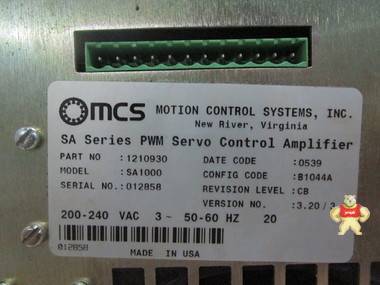 mcs MOTION CONTROL SYSTEMS, INC.
New River, Virginia
SA Series PWM Servo Control Amplifier
PART NO :1210930 DATE CODE :0539
MODEL :SA1000 CONFIG CODE :B1044A
SERIAL NO. :012858 REVISION LEVEL :CB
VERSION NO. :3.20/3
200-240 VAC 3~ 50-60 HZ 20
012858 MADE IN USA